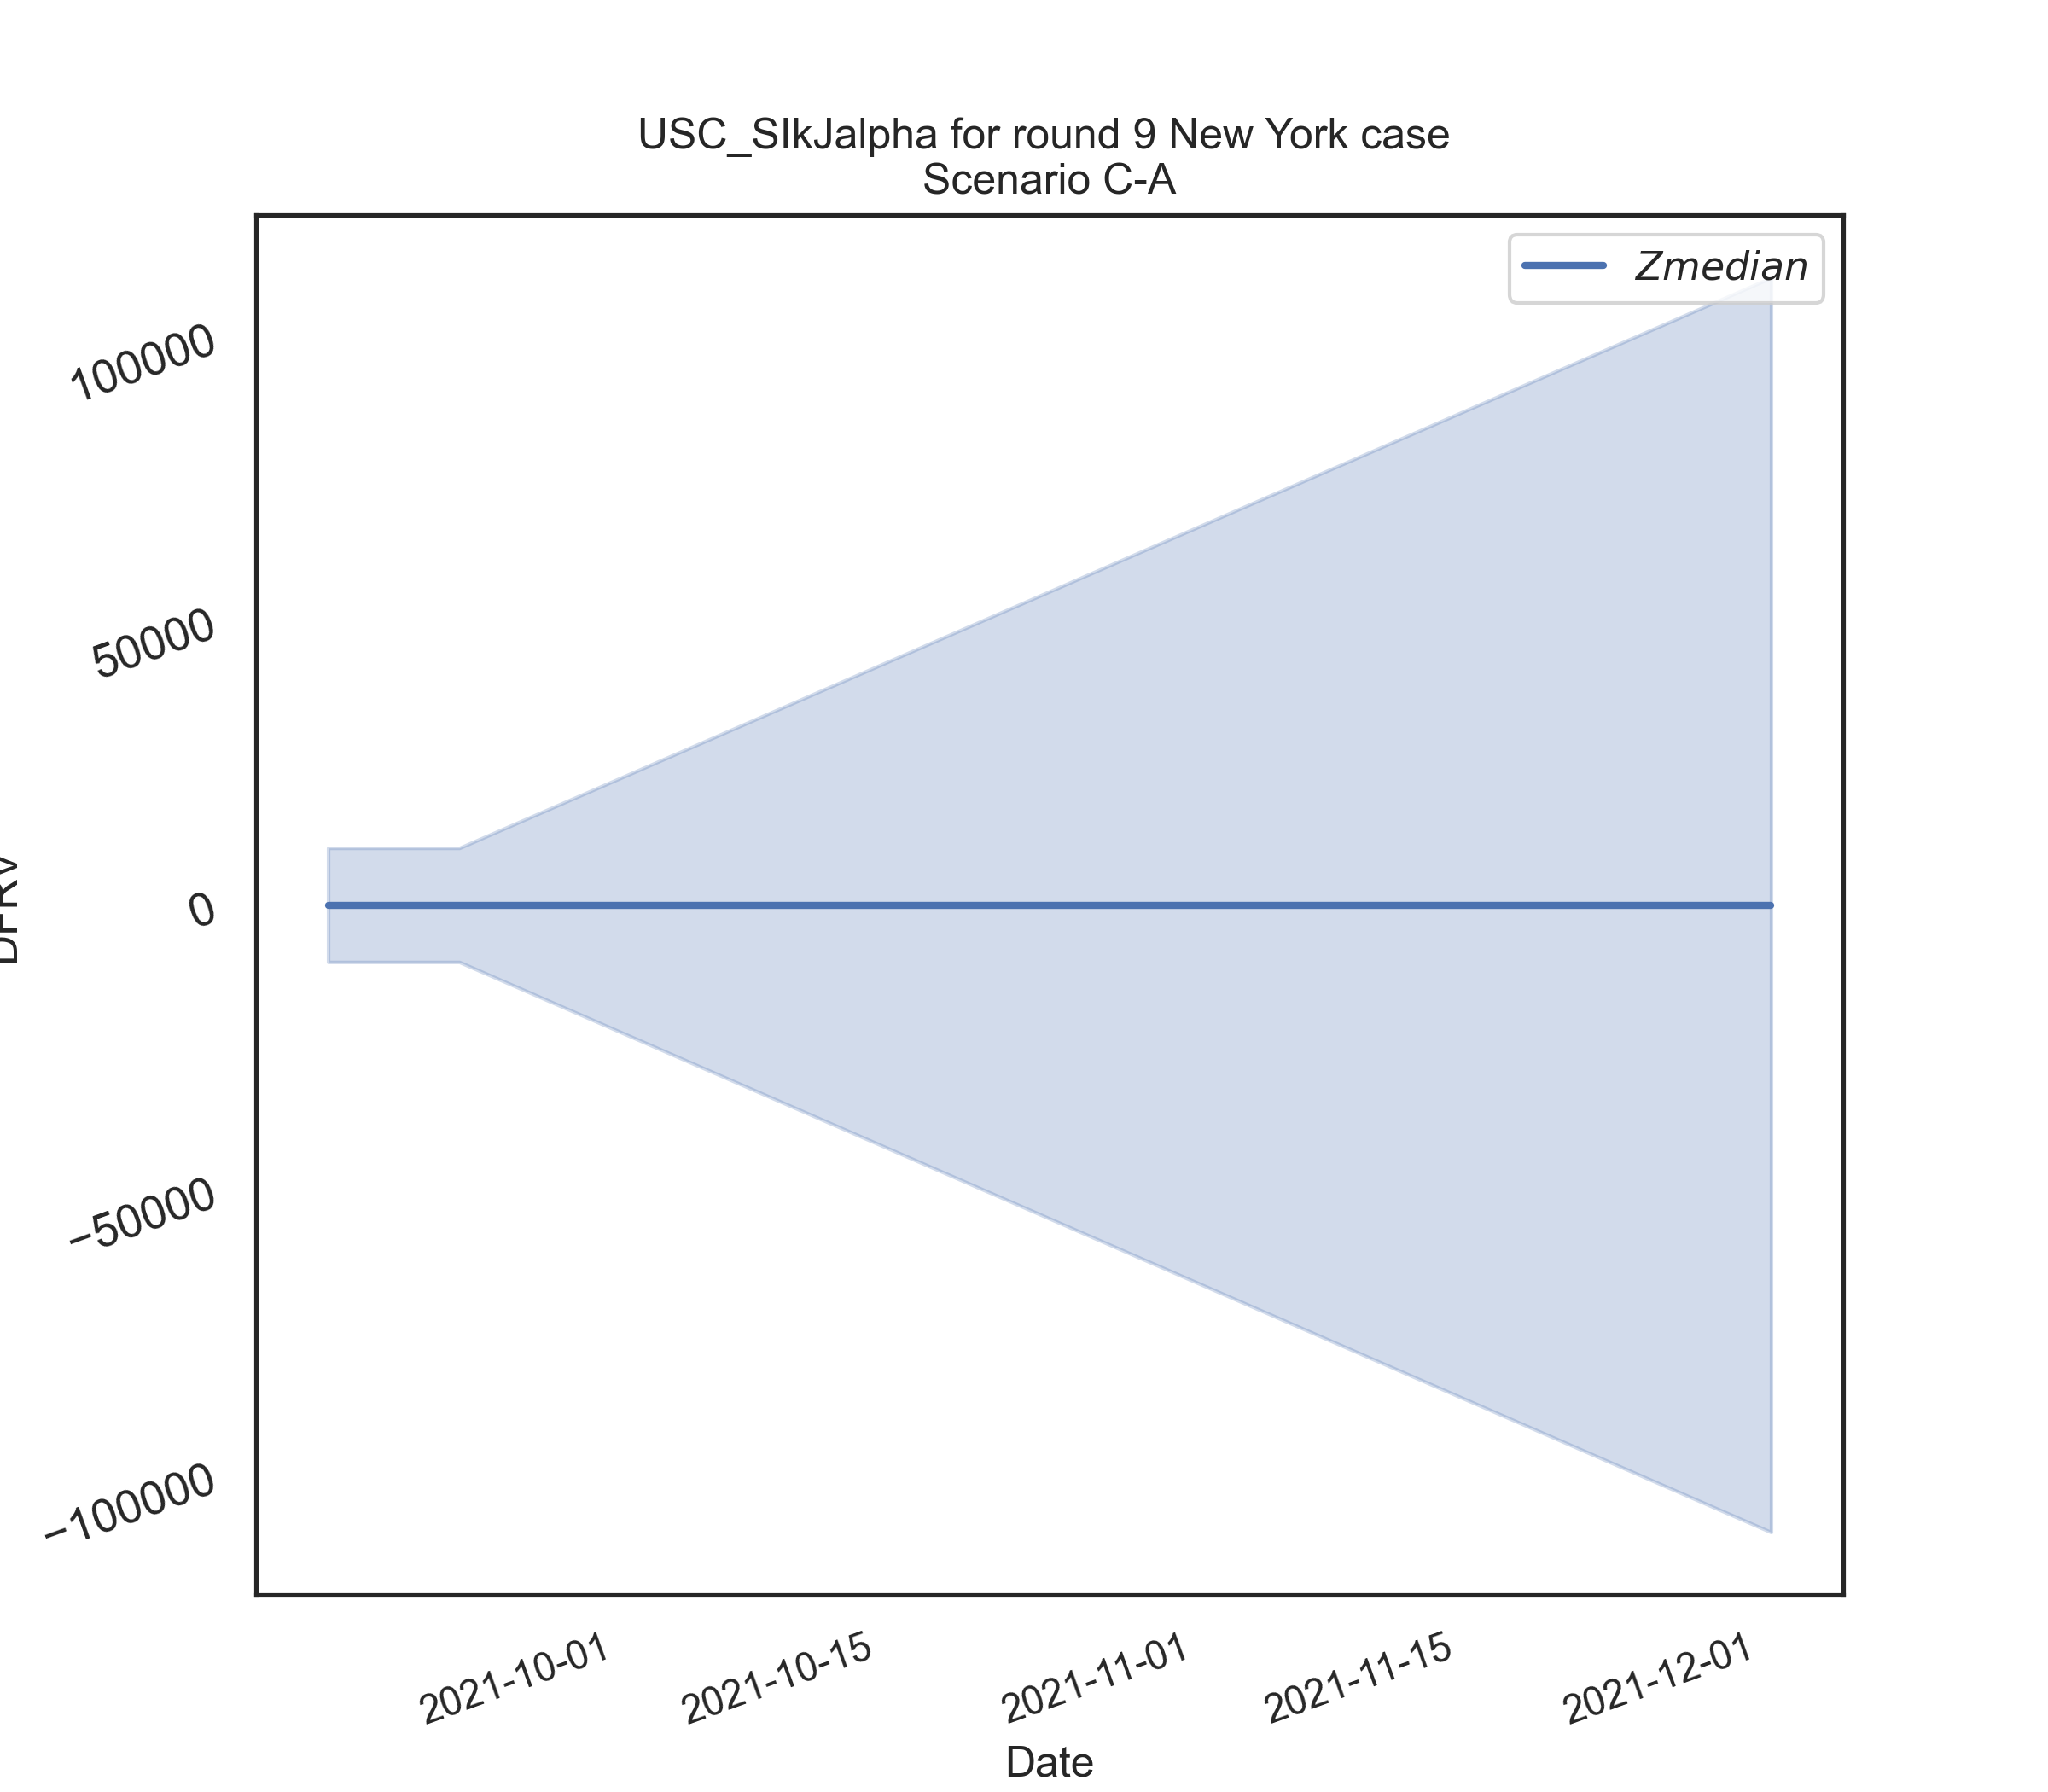 USC_SIkJalpha for round 9 New York case
Scenario C-A
Zmedian
100000
50000
0
−50000
−100000
2021-10-01
2021-10-15
2021-11-01
2021-11-15
2021-12-01
Date